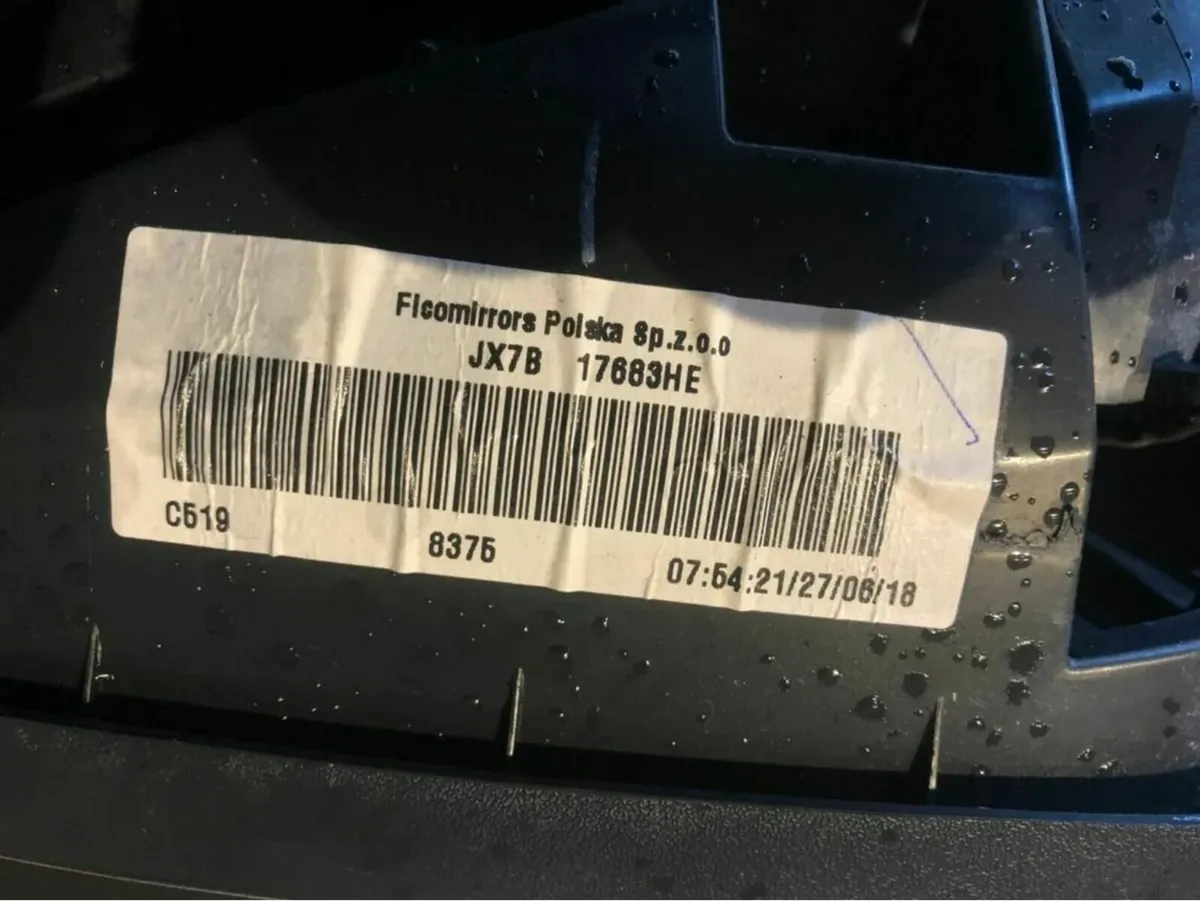 Ficomirrors Polska Sp.z.o.o
JX7B 17683HE
C519
8375
07:54:21/27/06/18